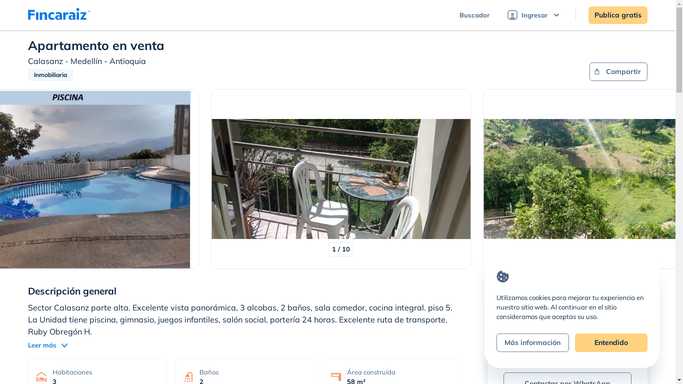 Fincaraiz
Buscador
Ingresar
Publica gratis
Apartamento en venta
Calasanz - Medellín - Antioquia
Inmobiliaria
Compartir
PISCINA
1 / 10
Descripción general
Sector Calasanz parte alta, Excelente vista panorámica, 3 alcobas, 2 baños, sala comedor, cocina integral. piso 5.
La Unidad tiene piscina, gimnasio, juegos infantiles, salón social. portería 24 horas. Excelente ruta de transporte,
Ruby Obregón H.
Leer más
Habitaciones
3
Baños
2
Área construida
58 m²
Utilizamos cookies para mejorar tu experiencia en
nuestro sitio web. Al continuar en el sitio
consideramos que aceptas su uso.
Más información
Entendido
Contactar por WhatsApp